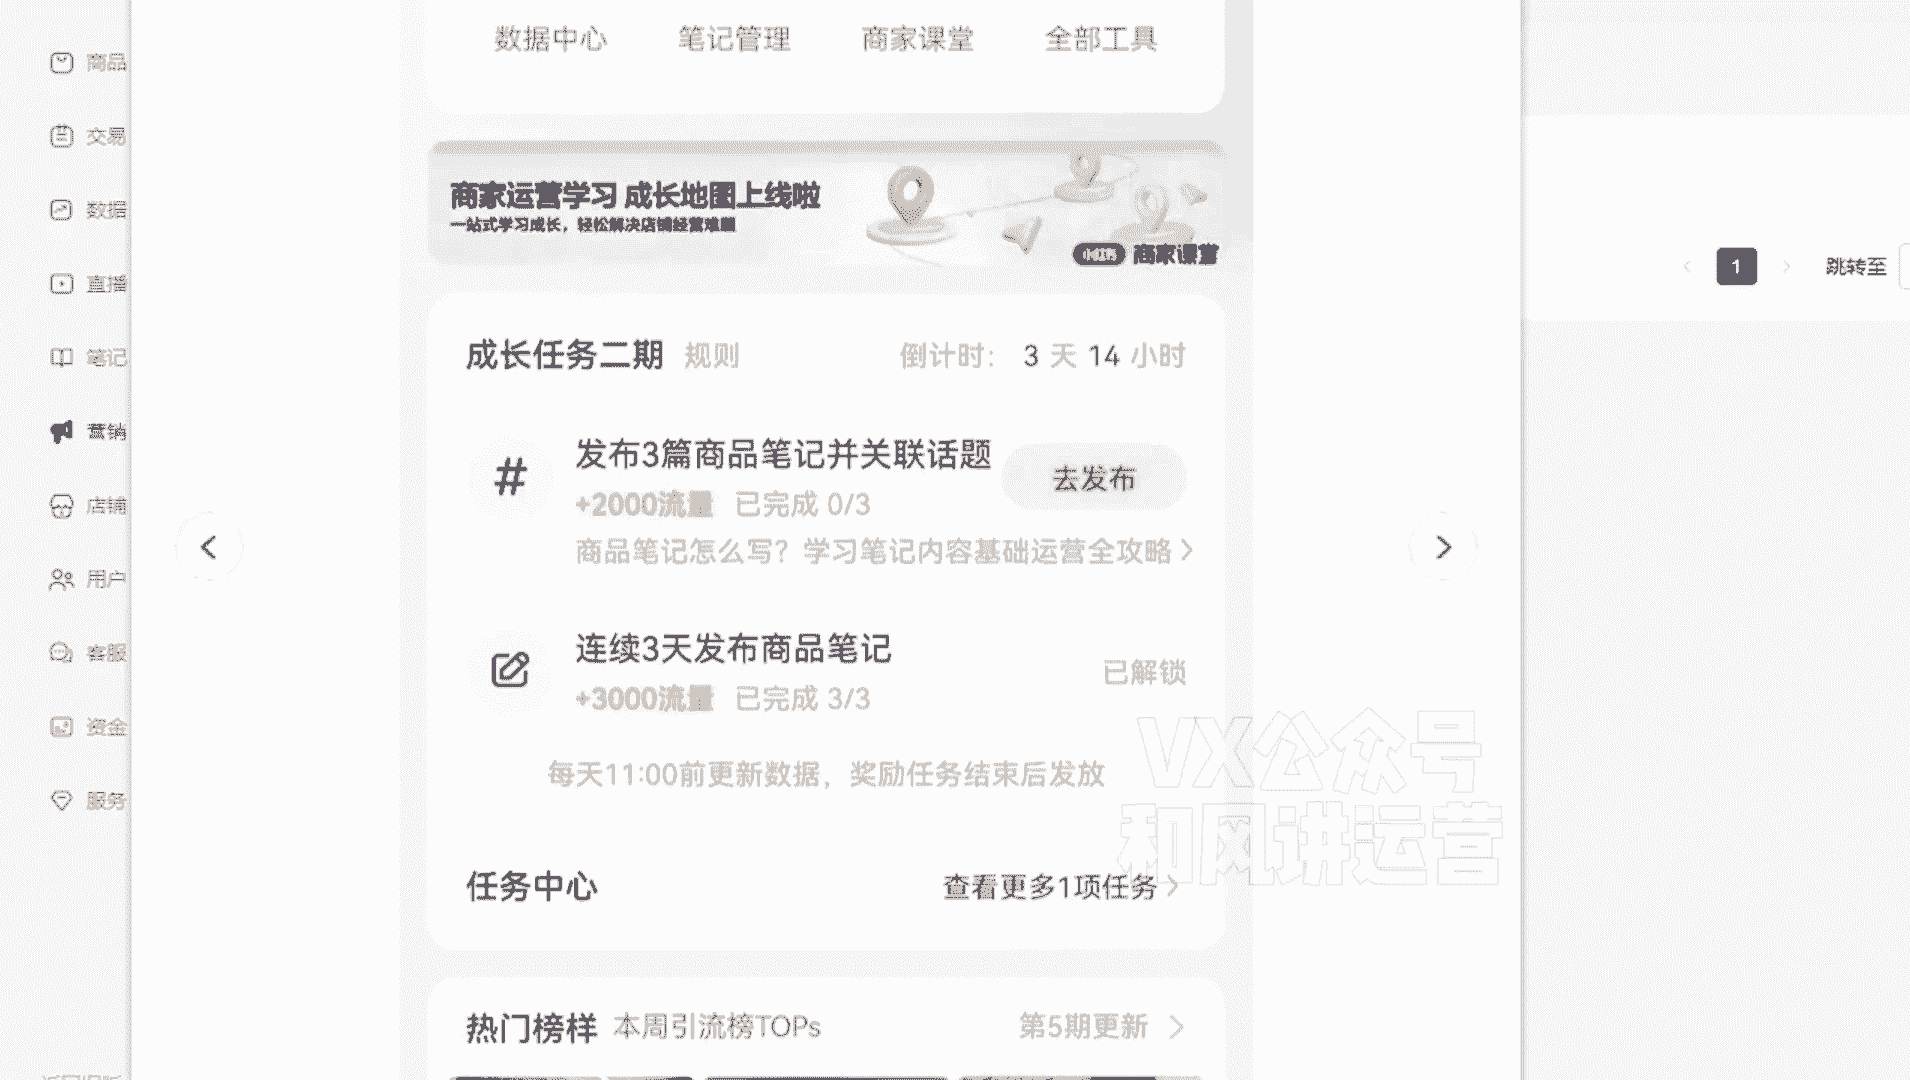 商品
交易
数据
直播
笔记
营销
店铺
用户
客服
资金
服务
数据中心 笔记管理 商家课堂 全部工具
商家运营学习 成长地图上线啦
一站式学习成长，轻松解决店铺经营难题
小红书 商家课堂
成长任务二期 规则 倒计时： 3 天 14 小时
发布3篇商品笔记并关联话题
+2000流量 已完成 0/3
去发布
商品笔记怎么写？学习笔记内容基础运营全攻略 >
连续3天发布商品笔记
+3000流量 已完成 3/3
已解锁
每天11:00前更新数据，奖励任务结束后发放
任务中心 查看更多1项任务 >
热门榜样 本周引流榜TOPs 第5期更新 >
VX公众号
和风讲运营
< 1 > 跳转至